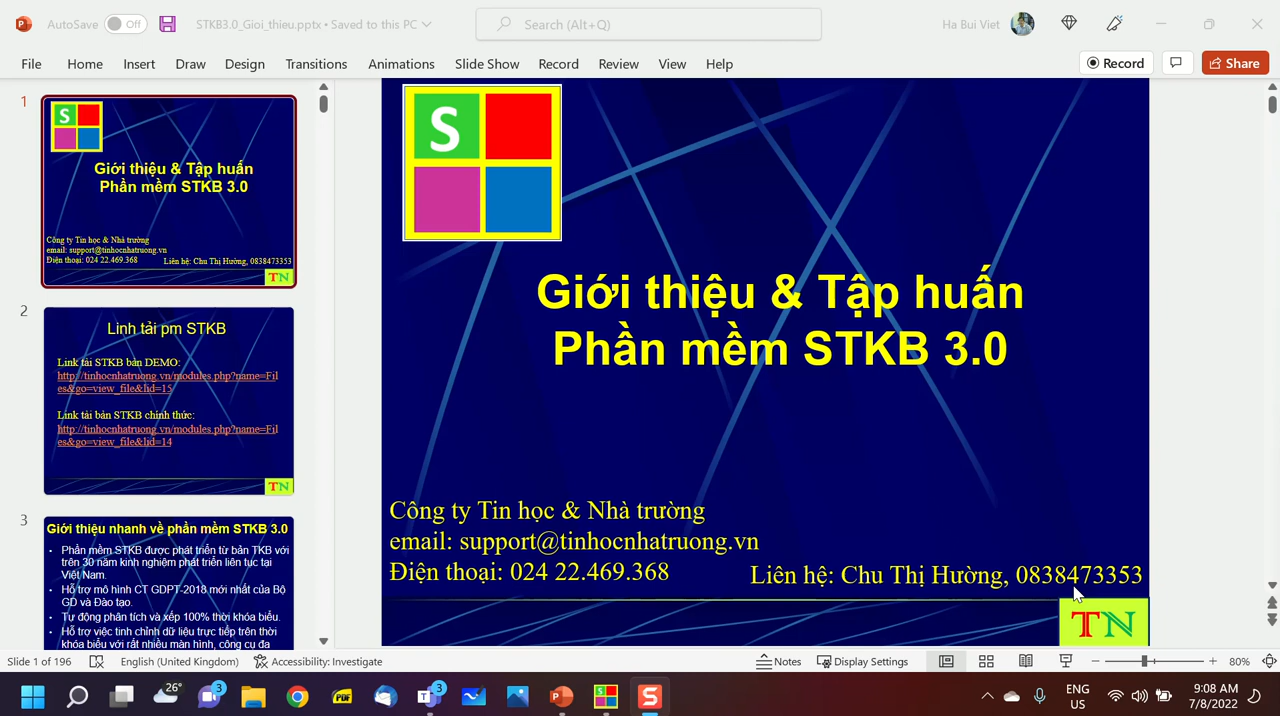 AutoSave Off STKB3.0_Gioi_thieu.pptx • Saved to this PC Search (Alt+Q) Ha Bui Viet
File Home Insert Draw Design Transitions Animations Slide Show Record Review View Help Record Share
1
S
Giới thiệu & Tập huấn
Phần mềm STKB 3.0
Công ty Tin học & Nhà trường
email: support@tinhocnhatruong.vn
Điện thoại: 024 22.469.368
Liên hệ: Chu Thị Hường, 0838473353
TN
2
Linh tải pm STKB
Link tải STKB bản DEMO:
http://tinhocnhatruong.vn/modules.php?name=Fil
es&go=view_file&lid=15
Link tải bản STKB chính thức:
http://tinhocnhatruong.vn/modules.php?name=Fil
es&go=view_file&lid=14
TN
3
Giới thiệu nhanh về phần mềm STKB 3.0
• Phần mềm STKB được phát triển từ bản TKB với
trên 30 năm kinh nghiệm phát triển liên tục tại
Việt Nam.
• Hỗ trợ mô hình CT GDPT-2018 mới nhất của Bộ
GD và Đào tạo.
• Tự động phân tích và xếp 100% thời khóa biểu.
• Hỗ trợ việc tinh chỉnh dữ liệu trực tiếp trên thời
khóa biểu với rất nhiều màn hình, công cụ đa
S
Giới thiệu & Tập huấn
Phần mềm STKB 3.0
Công ty Tin học & Nhà trường
email: support@tinhocnhatruong.vn
Điện thoại: 024 22.469.368
Liên hệ: Chu Thị Hường, 0838473353
TN
Slide 1 of 196 English (United Kingdom) Accessibility: Investigate Notes Display Settings 80%
26° 3 PDF 3 P S ENG 9:08 AM
US 7/8/2022